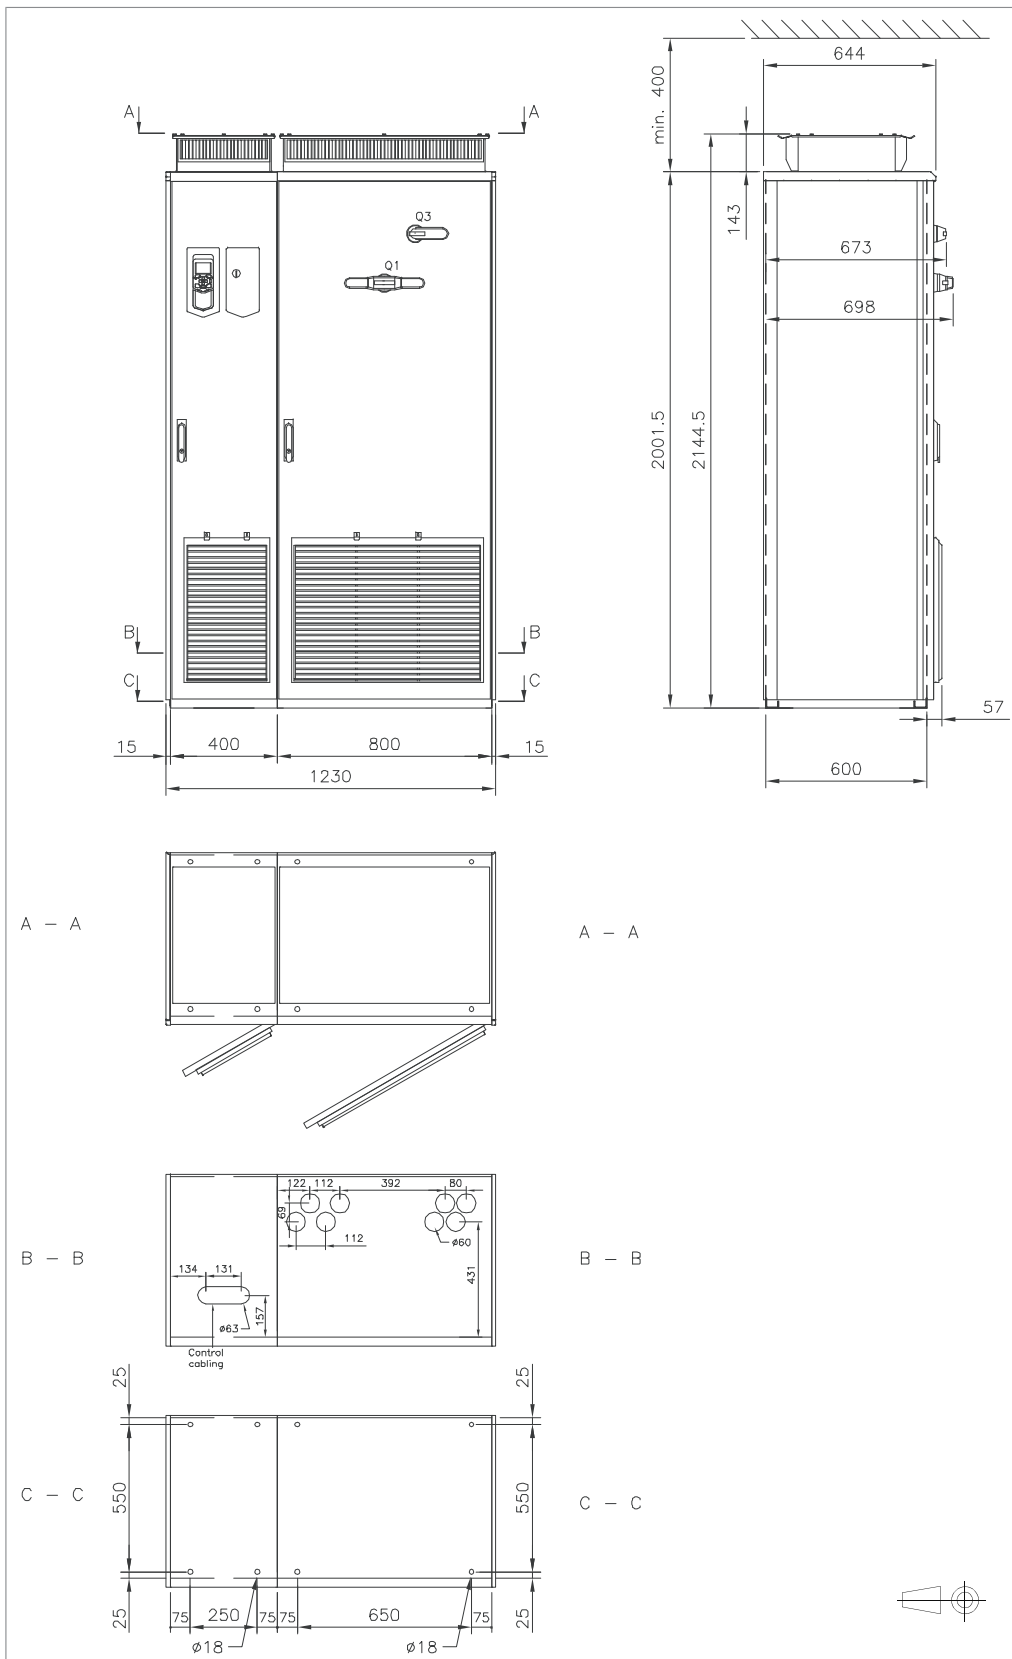 644
min. 400
A
A
143
Q3
673
Q1
698
2001.5
2144.5
B
B
C
C
57
15
400
800
15
600
1230
A – A
A – A
122
112
392
80
69
112
ø60
B – B
B – B
431
134
131
157
ø63
Control
cabling
25
25
C – C
550
550
C – C
25
75
250
75
75
650
75
25
ø18
ø18